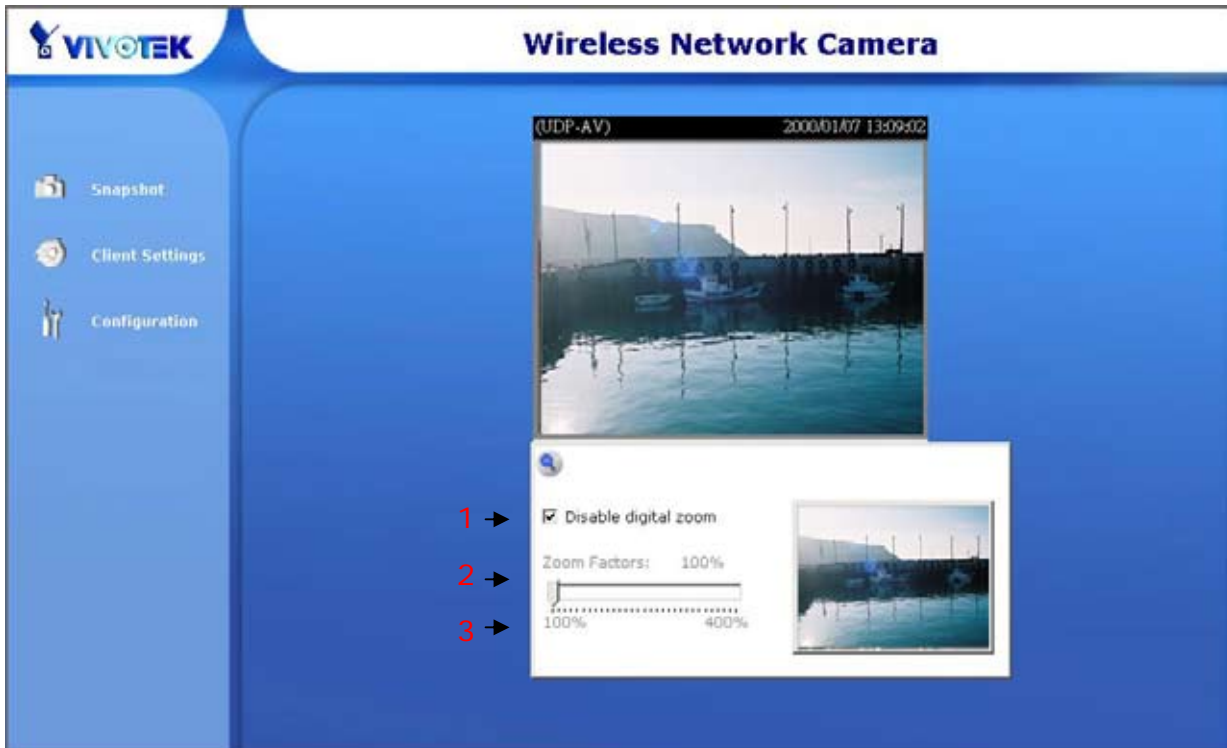 VIVOTEK
Wireless Network Camera
(UDP-AV) 2000/01/07 13:09:02
Snapshot
Client Settings
Configuration
1 Disable digital zoom
Zoom Factors: 100%
2
3 100% 400%